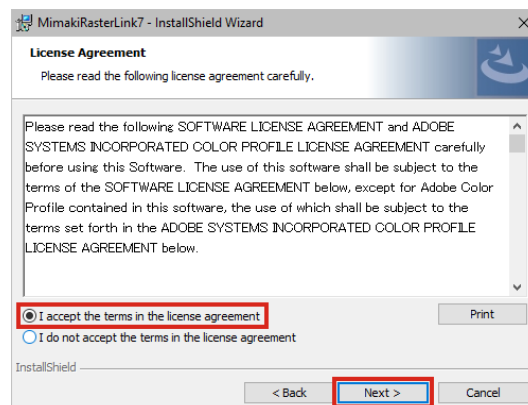 MimakiRasterLink7 - InstallShield Wizard
License Agreement
Please read the following license agreement carefully.
Please read the following SOFTWARE LICENSE AGREEMENT and ADOBE
SYSTEMS INCORPORATED COLOR PROFILE LICENSE AGREEMENT carefully
before using this Software. The use of this software shall be subject to the
terms of the SOFTWARE LICENSE AGREEMENT below, except for Adobe Color
Profile contained in this software, the use of which shall be subject to the
terms set forth in the ADOBE SYSTEMS INCORPORATED COLOR PROFILE
LICENSE AGREEMENT below.
I accept the terms in the license agreement
Print
I do not accept the terms in the license agreement
InstallShield
< Back Next > Cancel